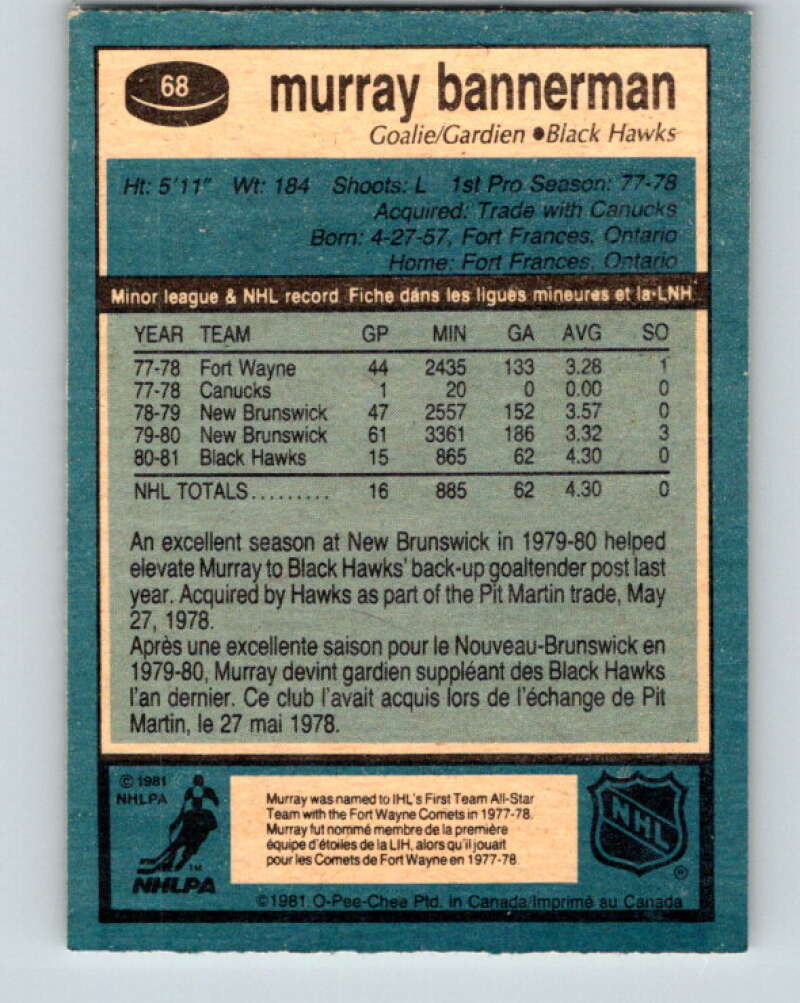 68
murray bannerman
Goalie/Gardien ●Black Hawks
Ht: 5'11" Wt: 184 Shoots: L 1st Pro Season: 77-78
Acquired: Trade with Canucks
Born: 4-27-57, Fort Frances, Ontario
Home: Fort Frances, Ontario
Minor league & NHL record Fiche dans les ligues mineures et la LNH
YEAR TEAM GP MIN GA AVG SO
77-78 Fort Wayne 44 2435 133 3.28 1
77-78 Canucks 1 20 0 0.00 0
78-79 New Brunswick 47 2557 152 3.57 0
79-80 New Brunswick 61 3361 186 3.32 3
80-81 Black Hawks 15 865 62 4.30 0
NHL TOTALS......... 16 885 62 4.30 0
An excellent season at New Brunswick in 1979-80 helped
elevate Murray to Black Hawks' back-up goaltender post last
year. Acquired by Hawks as part of the Pit Martin trade, May
27, 1978.
Après une excellente saison pour le Nouveau-Brunswick en
1979-80, Murray devint gardien suppléant des Black Hawks
l'an dernier. Ce club l'avait acquis lors de l'échange de Pit
Martin, le 27 mai 1978.
© 1981
NHLPA
TM
NHLPA
Murray was named to IHL's First Team All-Star
Team with the Fort Wayne Comets in 1977-78.
Murray fut nommé membre de la première
équipe d'étoiles de la LIH, alors qu'il jouait
pour les Comets de Fort Wayne en 1977-78.
NHL
®
©1981 O-Pee-Chee Ptd. in Canada/Imprimé au Canada